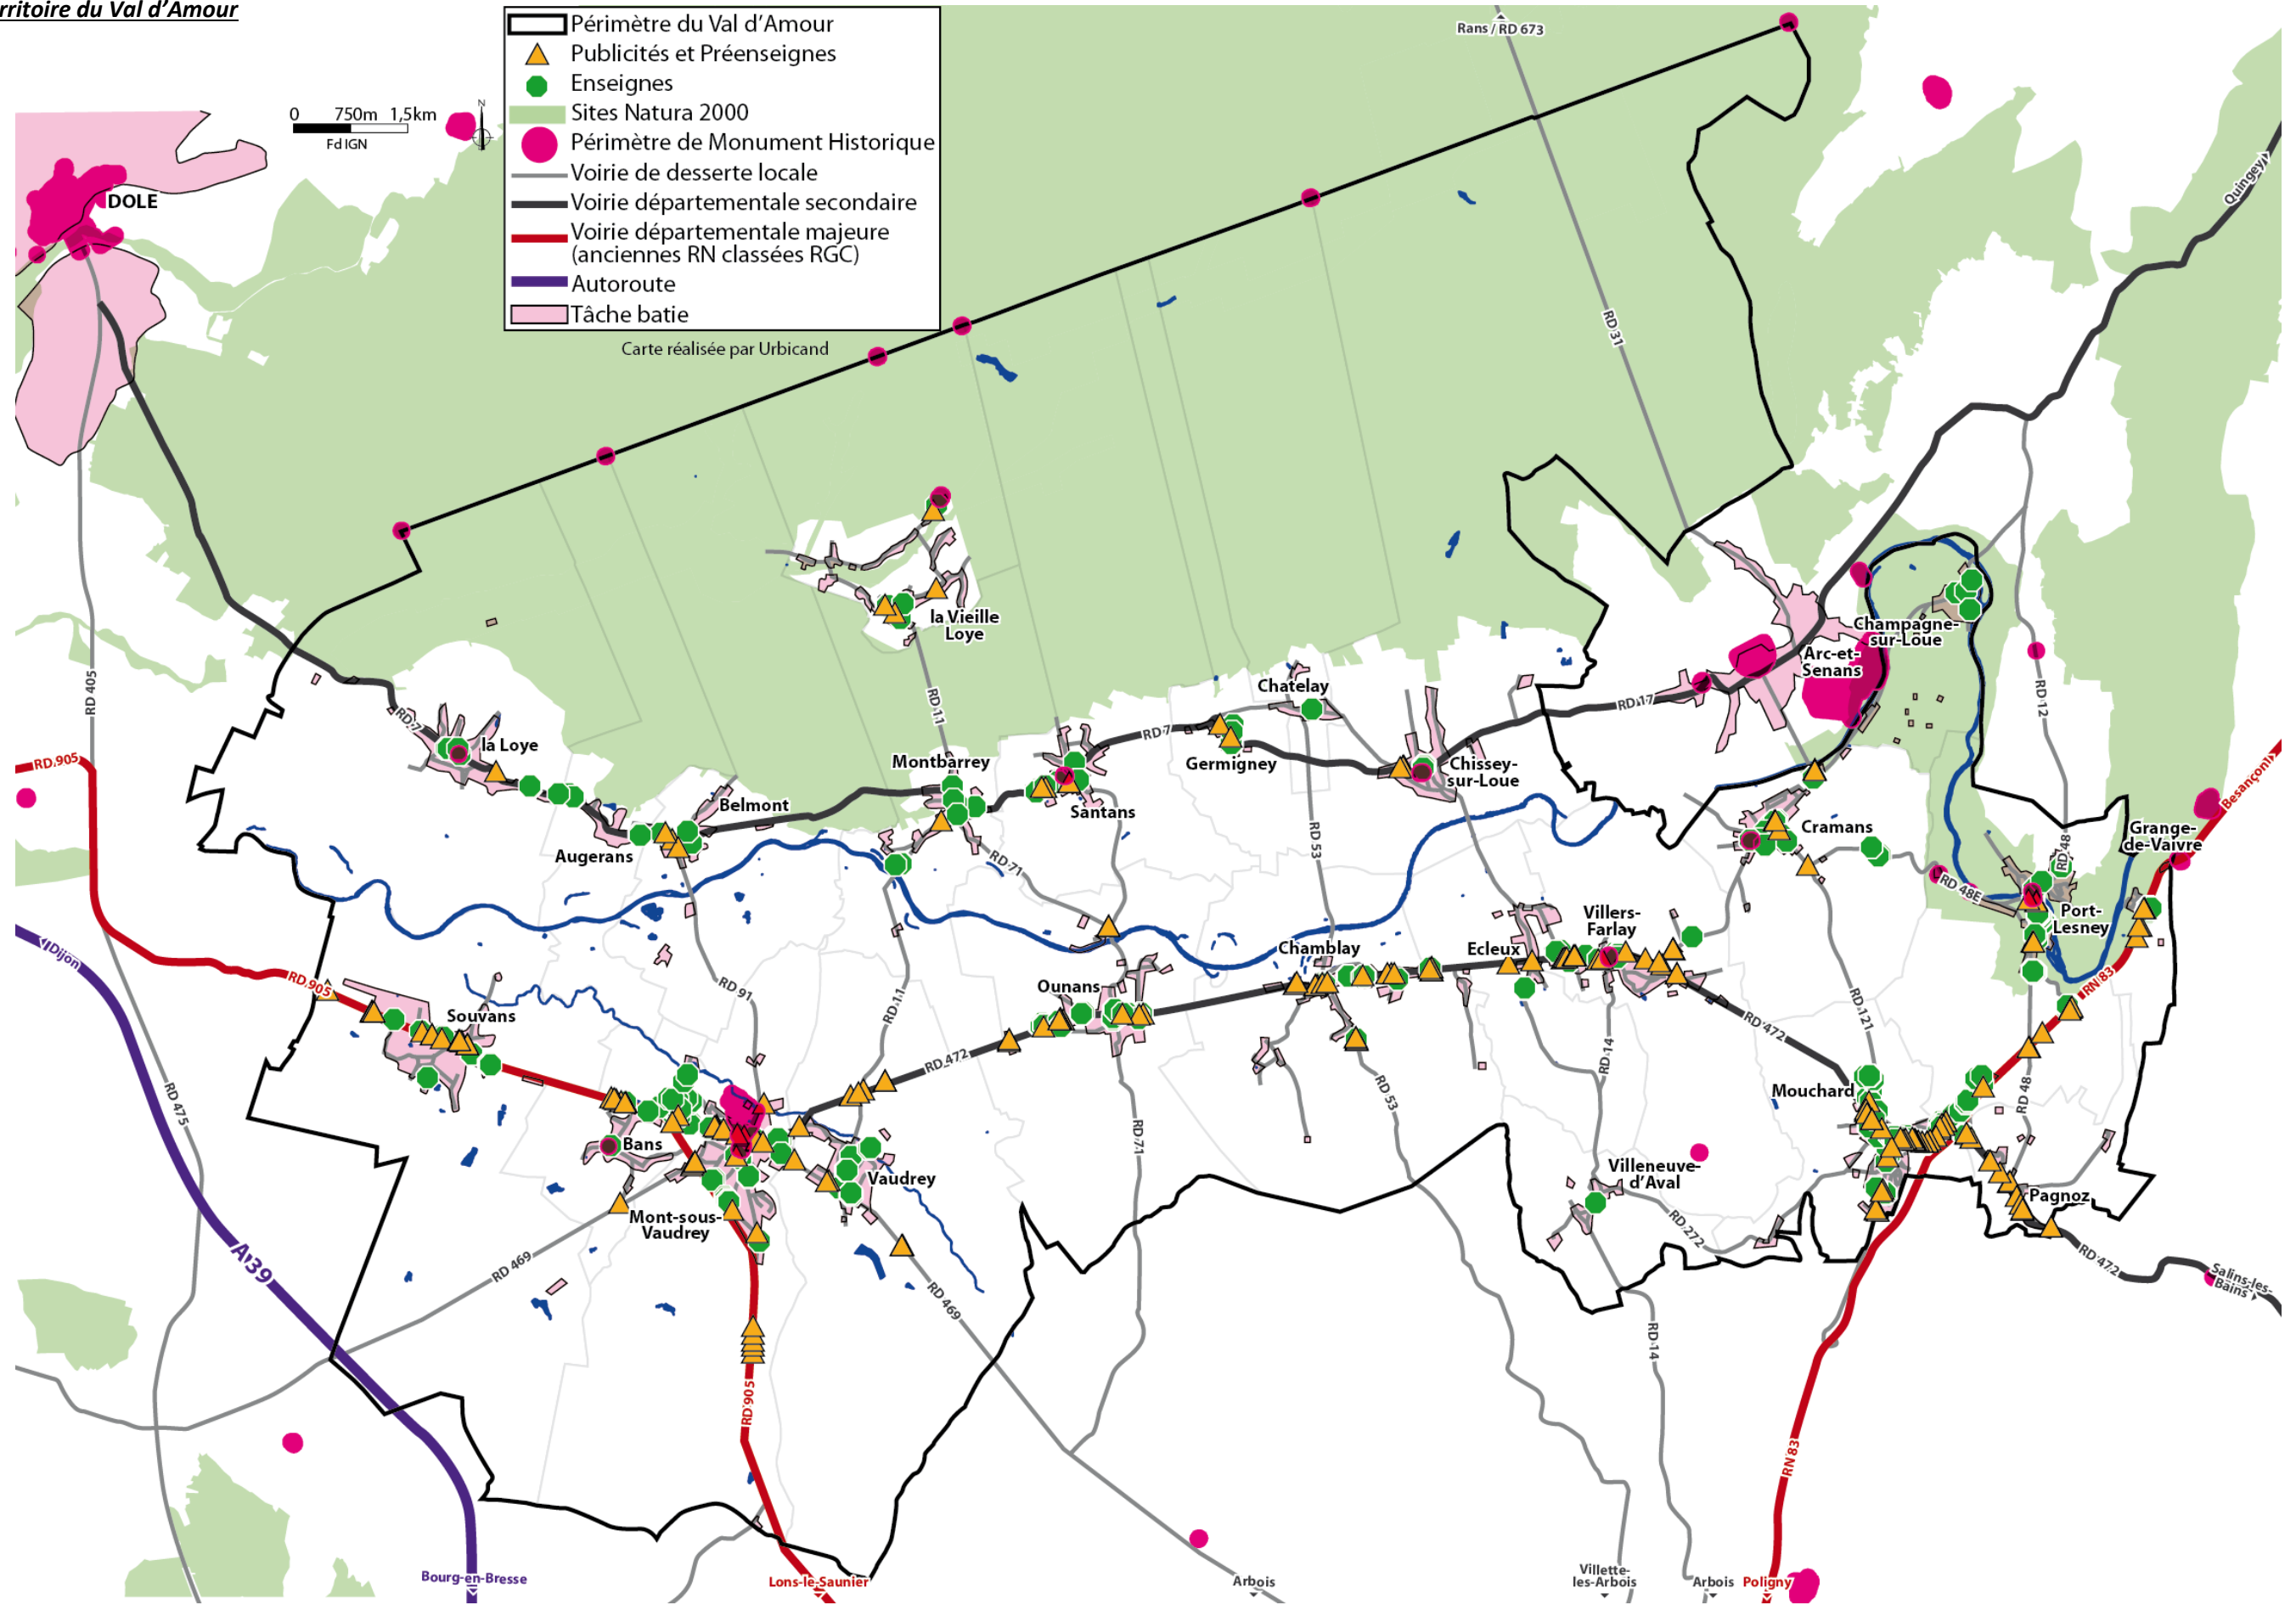 rritoire du Val d'Amour
Périmètre du Val d'Amour
Publicités et Préenseignes
Enseignes
Sites Natura 2000
Périmètre de Monument Historique
Voirie de desserte locale
Voirie départementale secondaire
Voirie départementale majeure
(anciennes RN classées RGC)
Autoroute
Tâche batie
0 750m 1,5km
Fd IGN
N
Carte réalisée par Urbicand
Rans / RD 673
DOLE
Quingey
RD 31
RD 405
la Vieille
Loye
Champagne-
sur-Loue
Arc-et-
Senans
RD 11
RD 12
RD 17
Chatelay
RD 7
la Loye
RD 7
Germigney
Chissey-
sur-Loue
Montbarrey
Santans
Belmont
Augerans
RD 905
Besançon
Cramans
Grange-
de-Vaivre
RD 53
RD 48
RD 71
RD 48E
Port-
Lesney
Villers-
Farlay
Ecleux
Chamblay
Dijon
RD 905
RD 91
Ounans
RD 11
RN 83
Souvans
RD 121
RD 472
RD 14
RD 472
RD 475
RD 53
Mouchard
RD 48
Bans
RD 71
Vaudrey
Villeneuve-
d'Aval
Pagnoz
Mont-sous-
Vaudrey
RD 272
A 39
RD 469
RD 469
RD 472
Salins-les-
Bains
RD 14
RD 905
RN 83
Bourg-en-Bresse
Lons-le-Saunier
Arbois
Villette-
les-Arbois
Arbois
Poligny